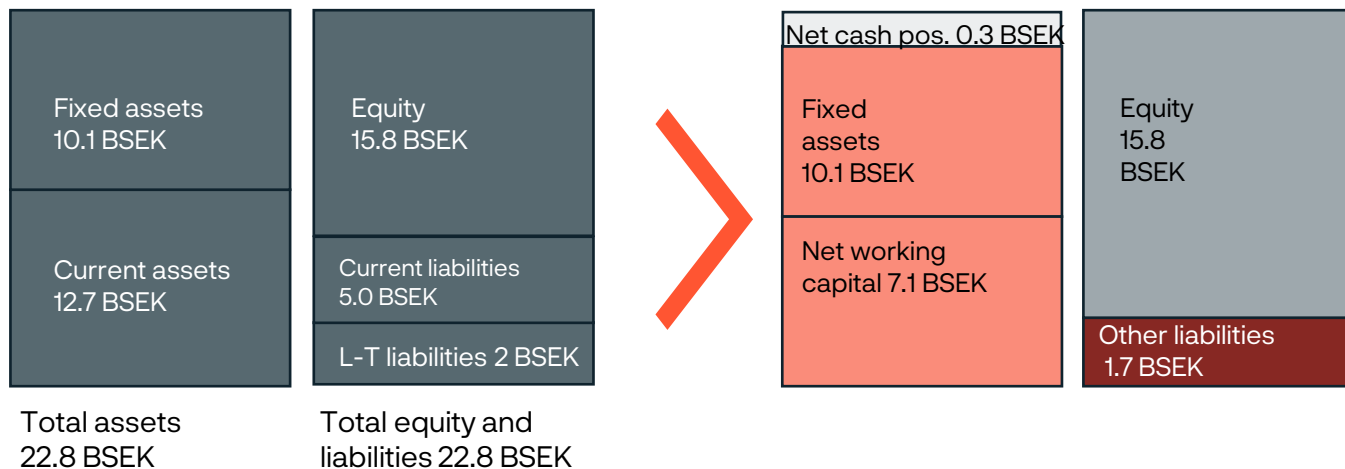 Fixed assets
10.1 BSEK
Current assets
12.7 BSEK
Total assets
22.8 BSEK
Equity
15.8 BSEK
Current liabilities
5.0 BSEK
L-T liabilities 2 BSEK
Total equity and
liabilities 22.8 BSEK
Net cash pos. 0.3 BSEK
Fixed
assets
10.1 BSEK
Net working
capital 7.1 BSEK
Equity
15.8
BSEK
Other liabilities
1.7 BSEK